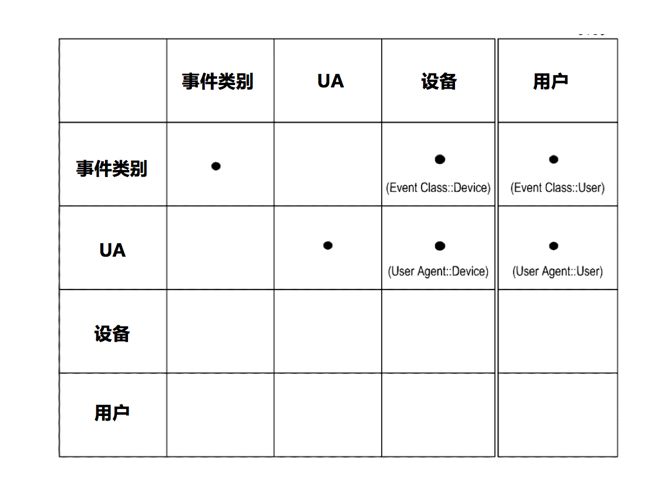 事件类别 UA 设备 用户
事件类别
(Event Class::Device) (Event Class::User)
UA
(User Agent::Device) (User Agent::User)
设备
用户